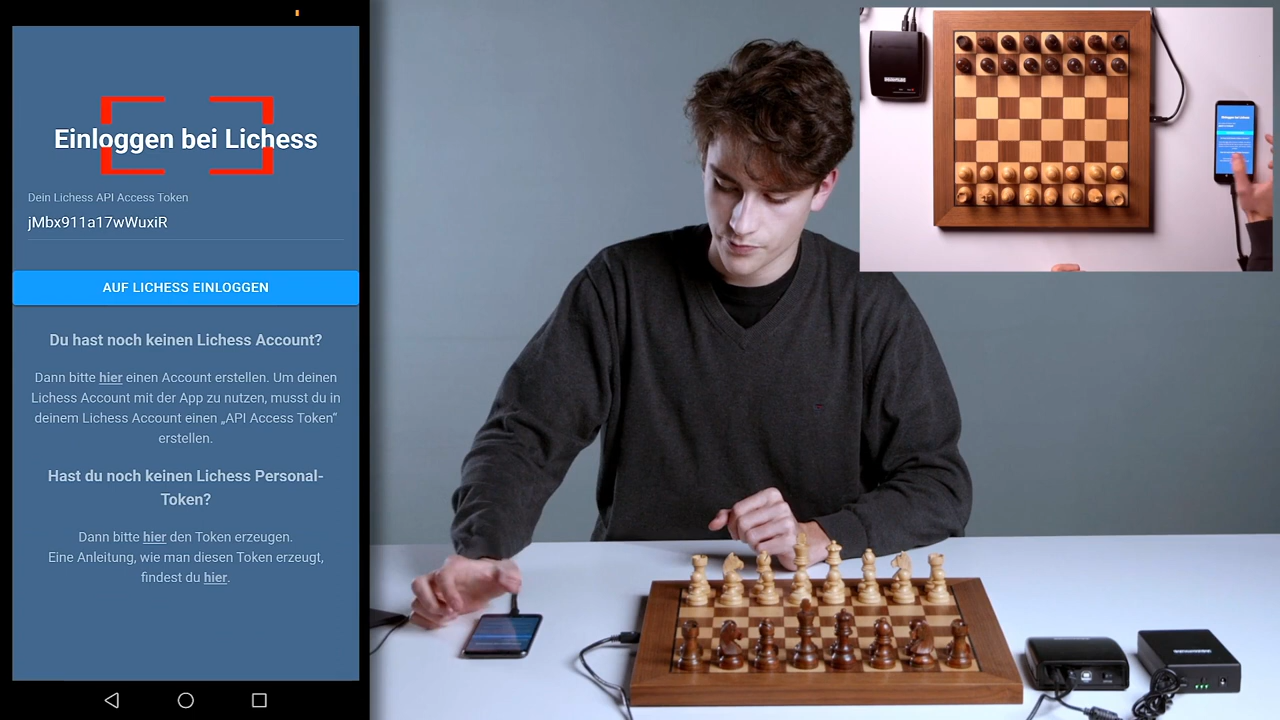 Einloggen bei Lichess
Dein Lichess API Access Token
jMbx911a17wWuxiR
AUF LICHESS EINLOGGEN
Du hast noch keinen Lichess Account?
Dann bitte hier einen Account erstellen. Um deinen
Lichess Account mit der App zu nutzen, musst du in
deinem Lichess Account einen „API Access Token“
erstellen.
Hast du noch keinen Lichess Personal-
Token?
Dann bitte hier den Token erzeugen.
Eine Anleitung, wie man diesen Token erzeugt,
findest du hier.